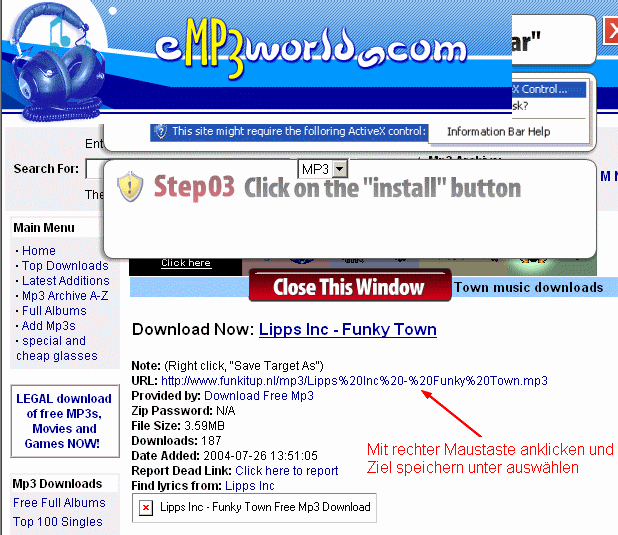 eMP3world.com
ar"
X Control...
sk?
This site might require the folloring ActiveX control:
Information Bar Help
Ente
Search For:
MP3
The
Step03 Click on the "install" button
M N
Main Menu
· Home
· Top Downloads
· Latest Additions
· Mp3 Archive A-Z
· Full Albums
· Add Mp3s
· special and
cheap glasses
Click here
Close This Window
Town music downloads
Download Now: Lipps Inc - Funky Town
Note: (Right click, "Save Target As")
URL: http://www.funkitup.nl/mp3/Lipps%20Inc%20-%20Funky%20Town.mp3
Provided by: Download Free Mp3
Zip Password: N/A
File Size: 3.59MB
Downloads: 187
Date Added: 2004-07-26 13:51:05
Report Dead Link: Click here to report
Find lyrics from: Lipps Inc
Lipps Inc - Funky Town Free Mp3 Download
Mit rechter Maustaste anklicken und
Ziel speichern unter auswählen
LEGAL download
of free MP3s,
Movies and
Games NOW!
Mp3 Downloads
Free Full Albums
Top 100 Singles